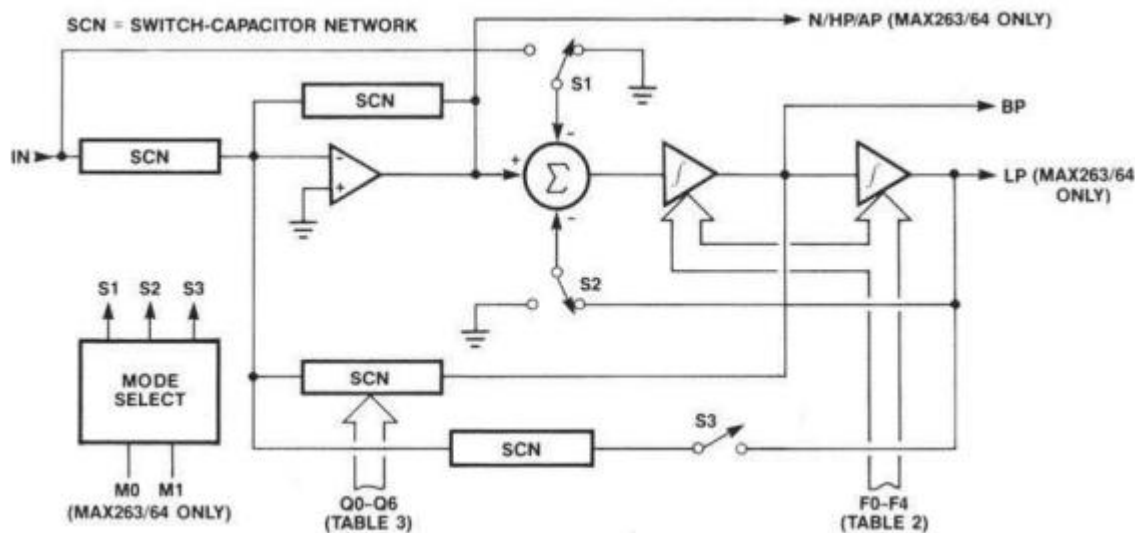 SCN = SWITCH-CAPACITOR NETWORK
N/HP/AP (MAX263/64 ONLY)
S1
SCN
BP
IN
SCN
-
+
+
-
Σ
-
∫
∫
LP (MAX263/64
ONLY)
S1 S2 S3
S2
MODE
SELECT
SCN
S3
SCN
M0 M1
(MAX263/64 ONLY)
Q0-Q6
(TABLE 3)
F0-F4
(TABLE 2)